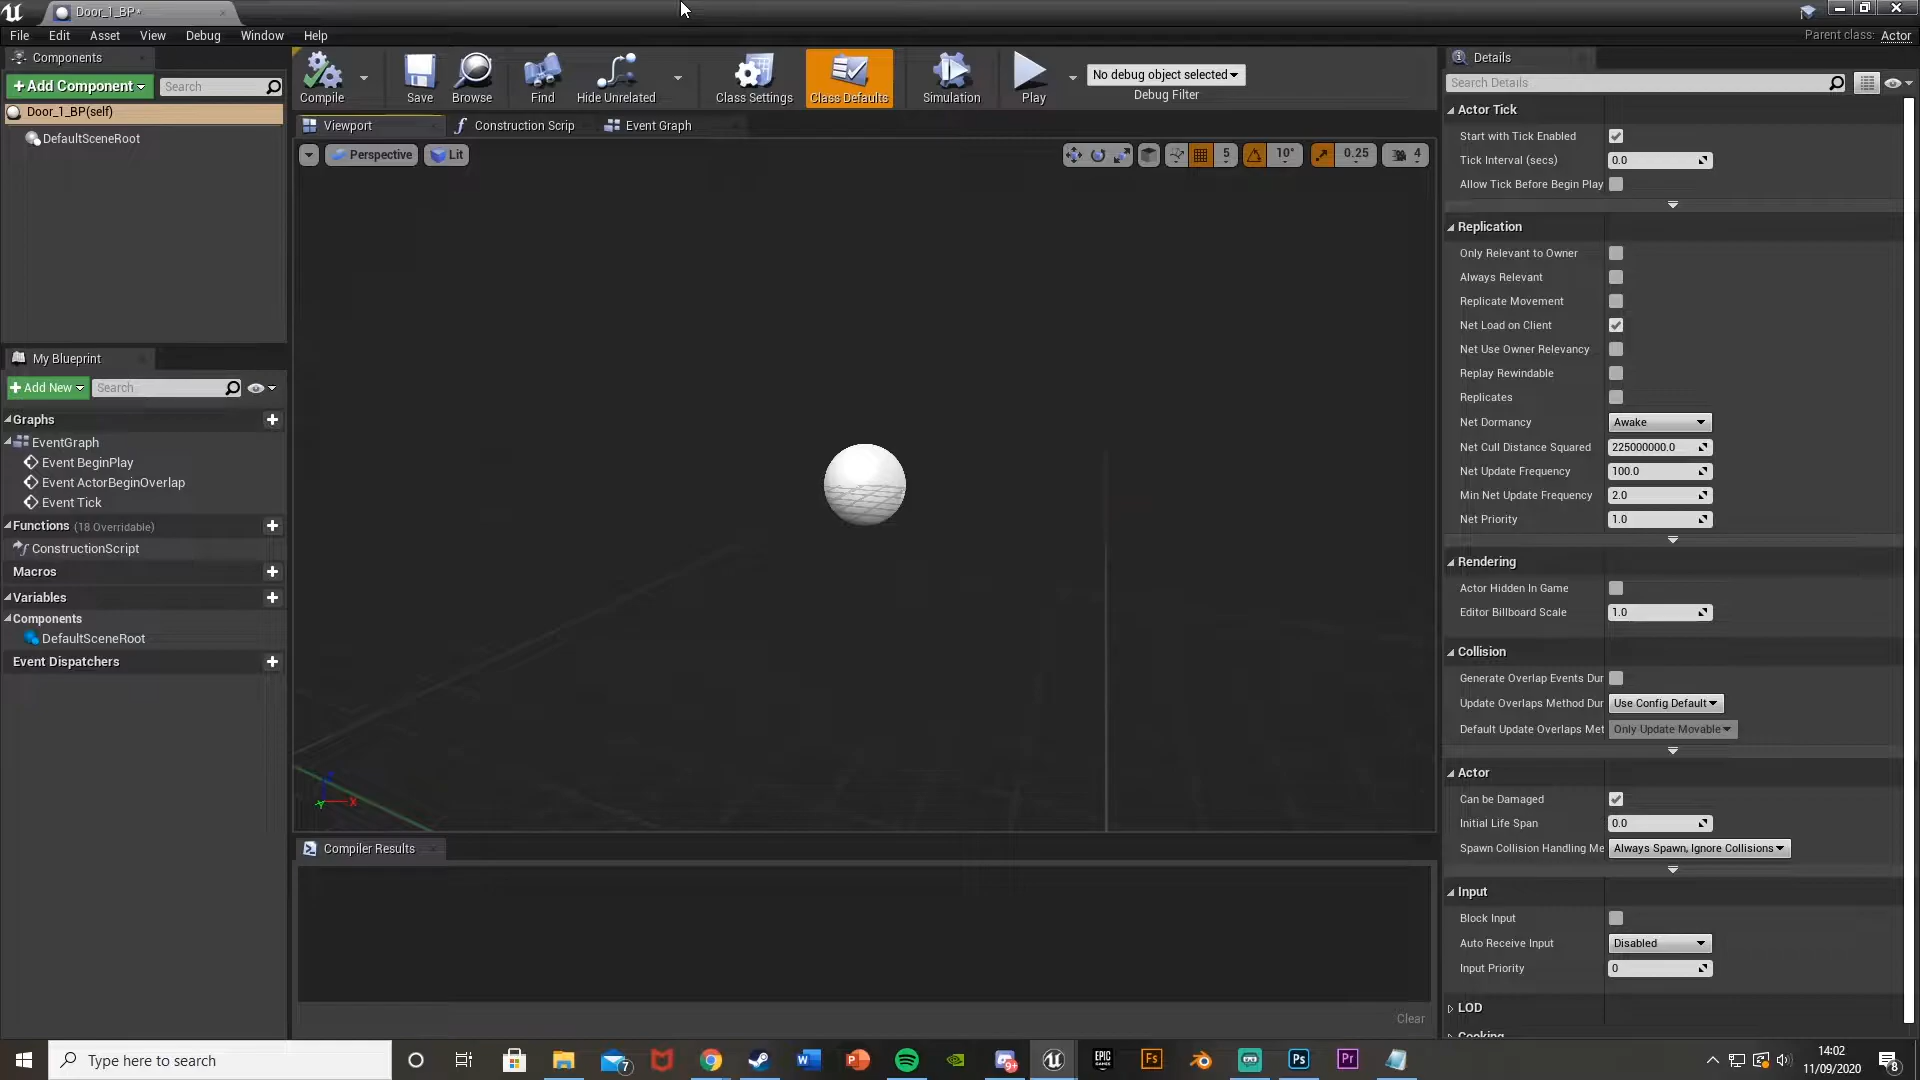 Door_1_BP*
File Edit Asset View Debug Window Help
Parent class: Actor
Components
+Add Component
Search
Door_1_BP(self)
DefaultSceneRoot
My Blueprint
+Add New
Search
Graphs
EventGraph
Event BeginPlay
Event ActorBeginOverlap
Event Tick
Functions (18 Overridable)
ConstructionScript
Macros
Variables
Components
DefaultSceneRoot
Event Dispatchers
Compile
Save
Browse
Find
Hide Unrelated
Class Settings
Class Defaults
Simulation
Play
No debug object selected
Debug Filter
Viewport
Construction Scrip
Event Graph
Perspective
Lit
5
10°
0.25
4
X
Compiler Results
Clear
Details
Search Details
Actor Tick
Start with Tick Enabled
Tick Interval (secs) 0.0
Allow Tick Before Begin Play
Replication
Only Relevant to Owner
Always Relevant
Replicate Movement
Net Load on Client
Net Use Owner Relevancy
Replay Rewindable
Replicates
Net Dormancy Awake
Net Cull Distance Squared 225000000.0
Net Update Frequency 100.0
Min Net Update Frequency 2.0
Net Priority 1.0
Rendering
Actor Hidden In Game
Editor Billboard Scale 1.0
Collision
Generate Overlap Events Dur
Update Overlaps Method Dur Use Config Default
Default Update Overlaps Met Only Update Movable
Actor
Can be Damaged
Initial Life Span 0.0
Spawn Collision Handling Me Always Spawn, Ignore Collisions
Input
Block Input
Auto Receive Input Disabled
Input Priority 0
LOD
Cooking
Type here to search
7
W
P
9+
EPIC GAMES
Fs
Ps
Pr
14:02
11/09/2020
8